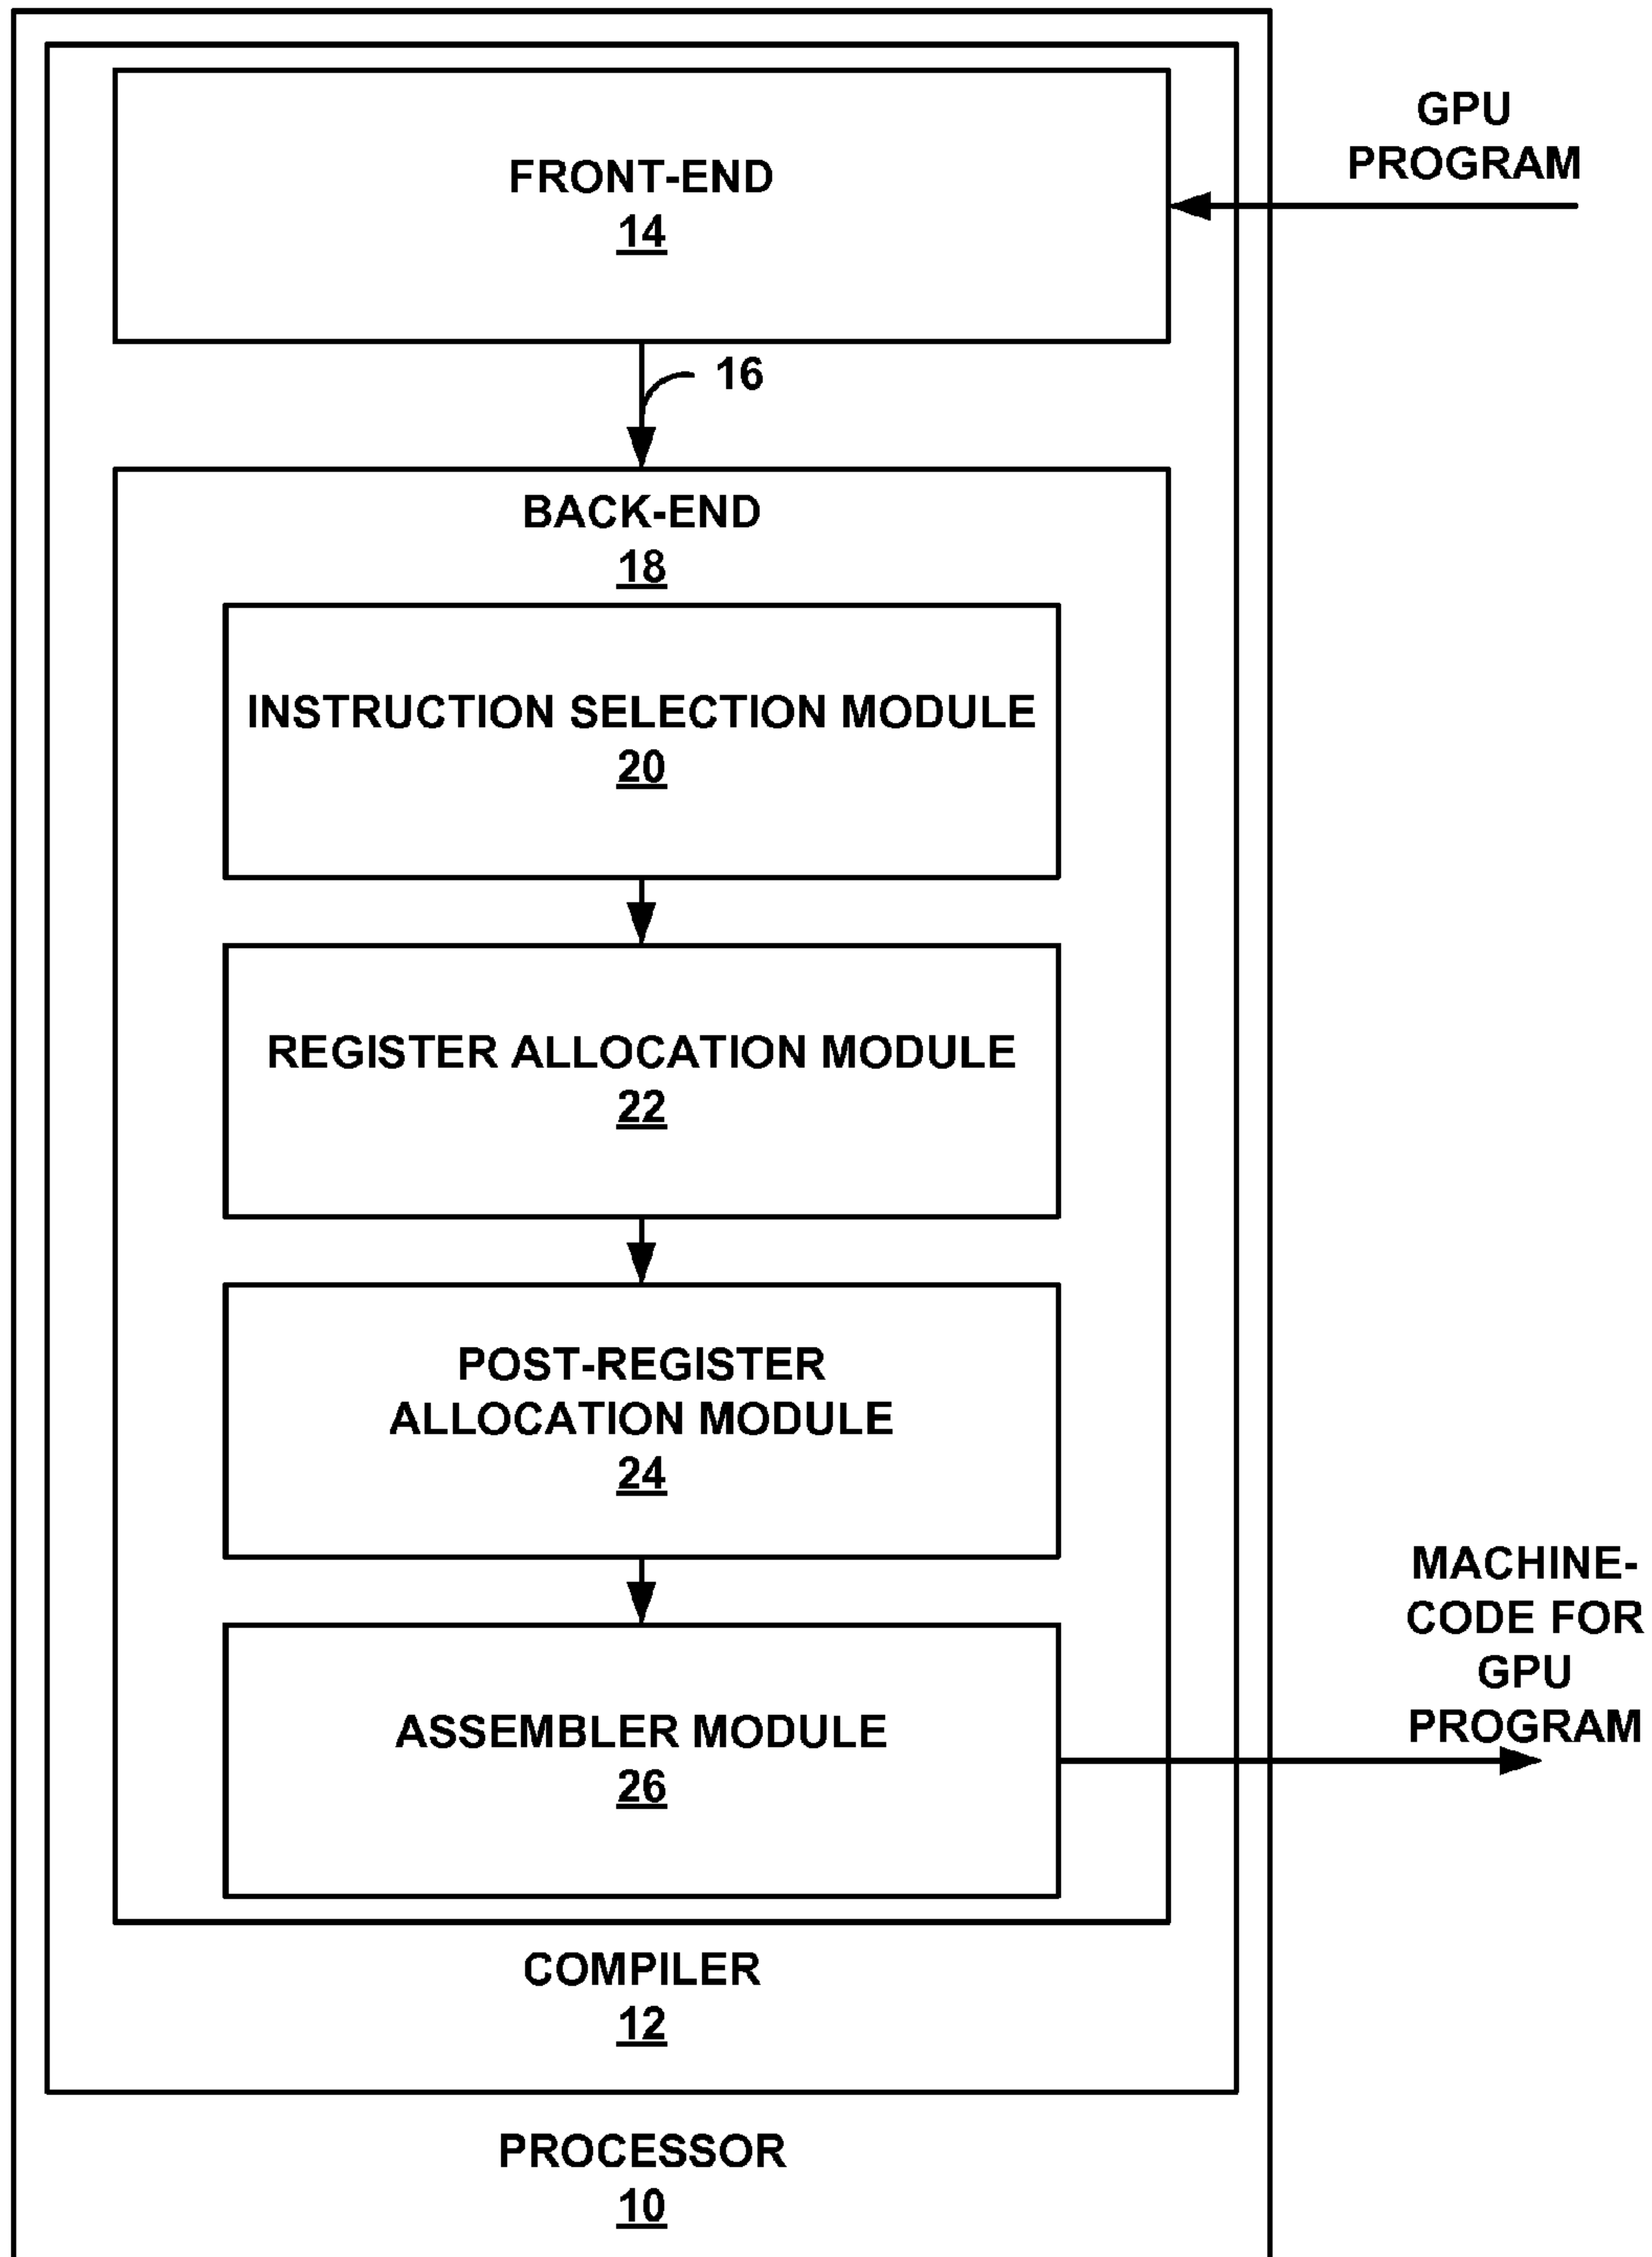 GPU
PROGRAM
FRONT-END
14
16
BACK-END
18
INSTRUCTION SELECTION MODULE
20
REGISTER ALLOCATION MODULE
22
POST-REGISTER
ALLOCATION MODULE
24
MACHINE-
CODE FOR
GPU
PROGRAM
ASSEMBLER MODULE
26
COMPILER
12
PROCESSOR
10